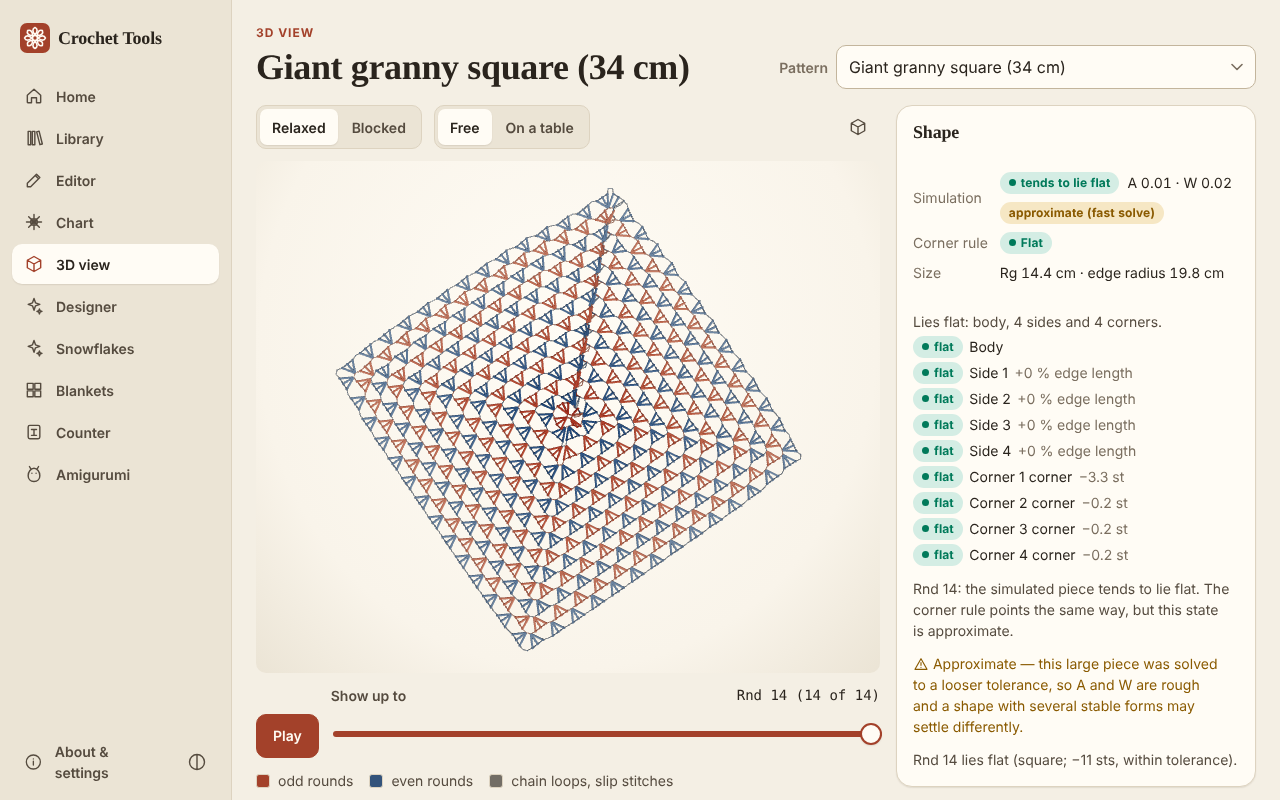 Crochet Tools
Home
Library
Editor
Chart
3D view
Designer
Snowflakes
Blankets
Counter
Amigurumi
About &
settings
3D VIEW
Giant granny square (34 cm)
Pattern
Giant granny square (34 cm)
Relaxed
Blocked
Free
On a table
Show up to
Rnd 14 (14 of 14)
Play
odd rounds
even rounds
chain loops, slip stitches
Shape
Simulation
tends to lie flat
A 0.01 · W 0.02
approximate (fast solve)
Corner rule
Flat
Size
Rg 14.4 cm · edge radius 19.8 cm
Lies flat: body, 4 sides and 4 corners.
flat Body
flat Side 1 +0 % edge length
flat Side 2 +0 % edge length
flat Side 3 +0 % edge length
flat Side 4 +0 % edge length
flat Corner 1 corner −3.3 st
flat Corner 2 corner −0.2 st
flat Corner 3 corner −0.2 st
flat Corner 4 corner −0.2 st
Rnd 14: the simulated piece tends to lie flat. The
corner rule points the same way, but this state
is approximate.
⚠ Approximate — this large piece was solved
to a looser tolerance, so A and W are rough
and a shape with several stable forms may
settle differently.
Rnd 14 lies flat (square; −11 sts, within tolerance).